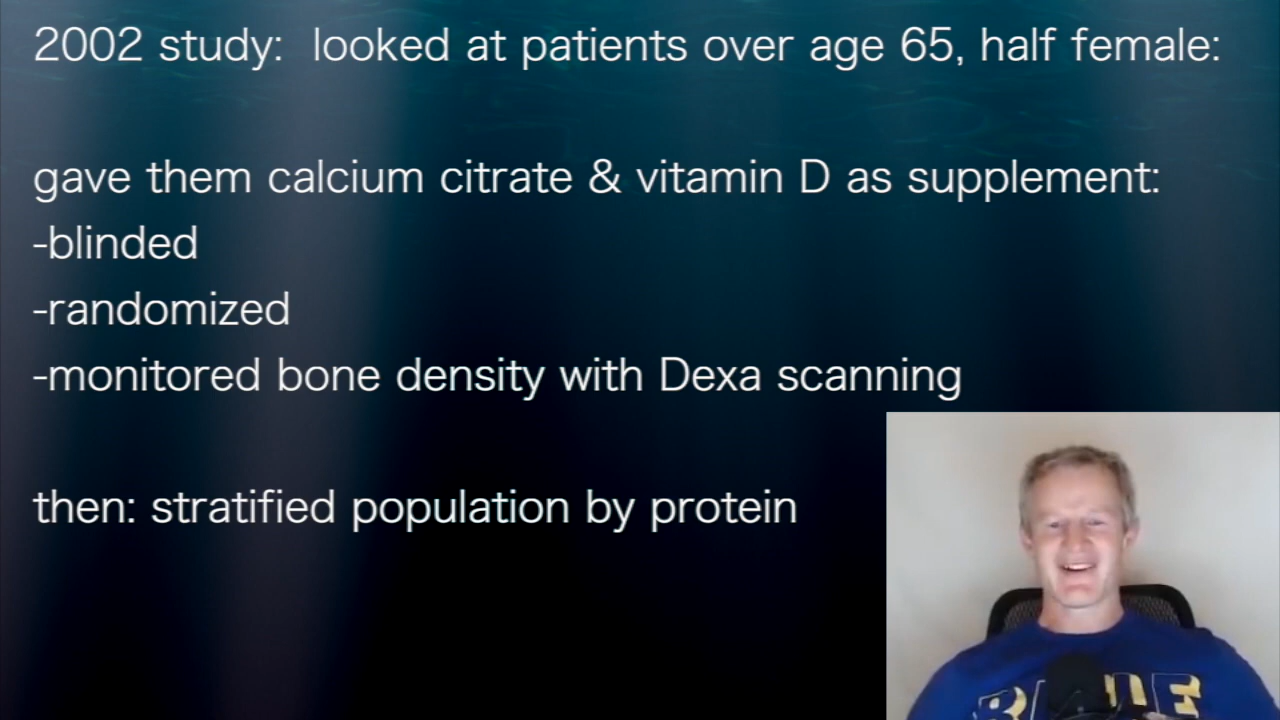 2002 study:  looked at patients over age 65, half female:
gave them calcium citrate & vitamin D as supplement:
-blinded
-randomized
-monitored bone density with Dexa scanning
then: stratified population by protein